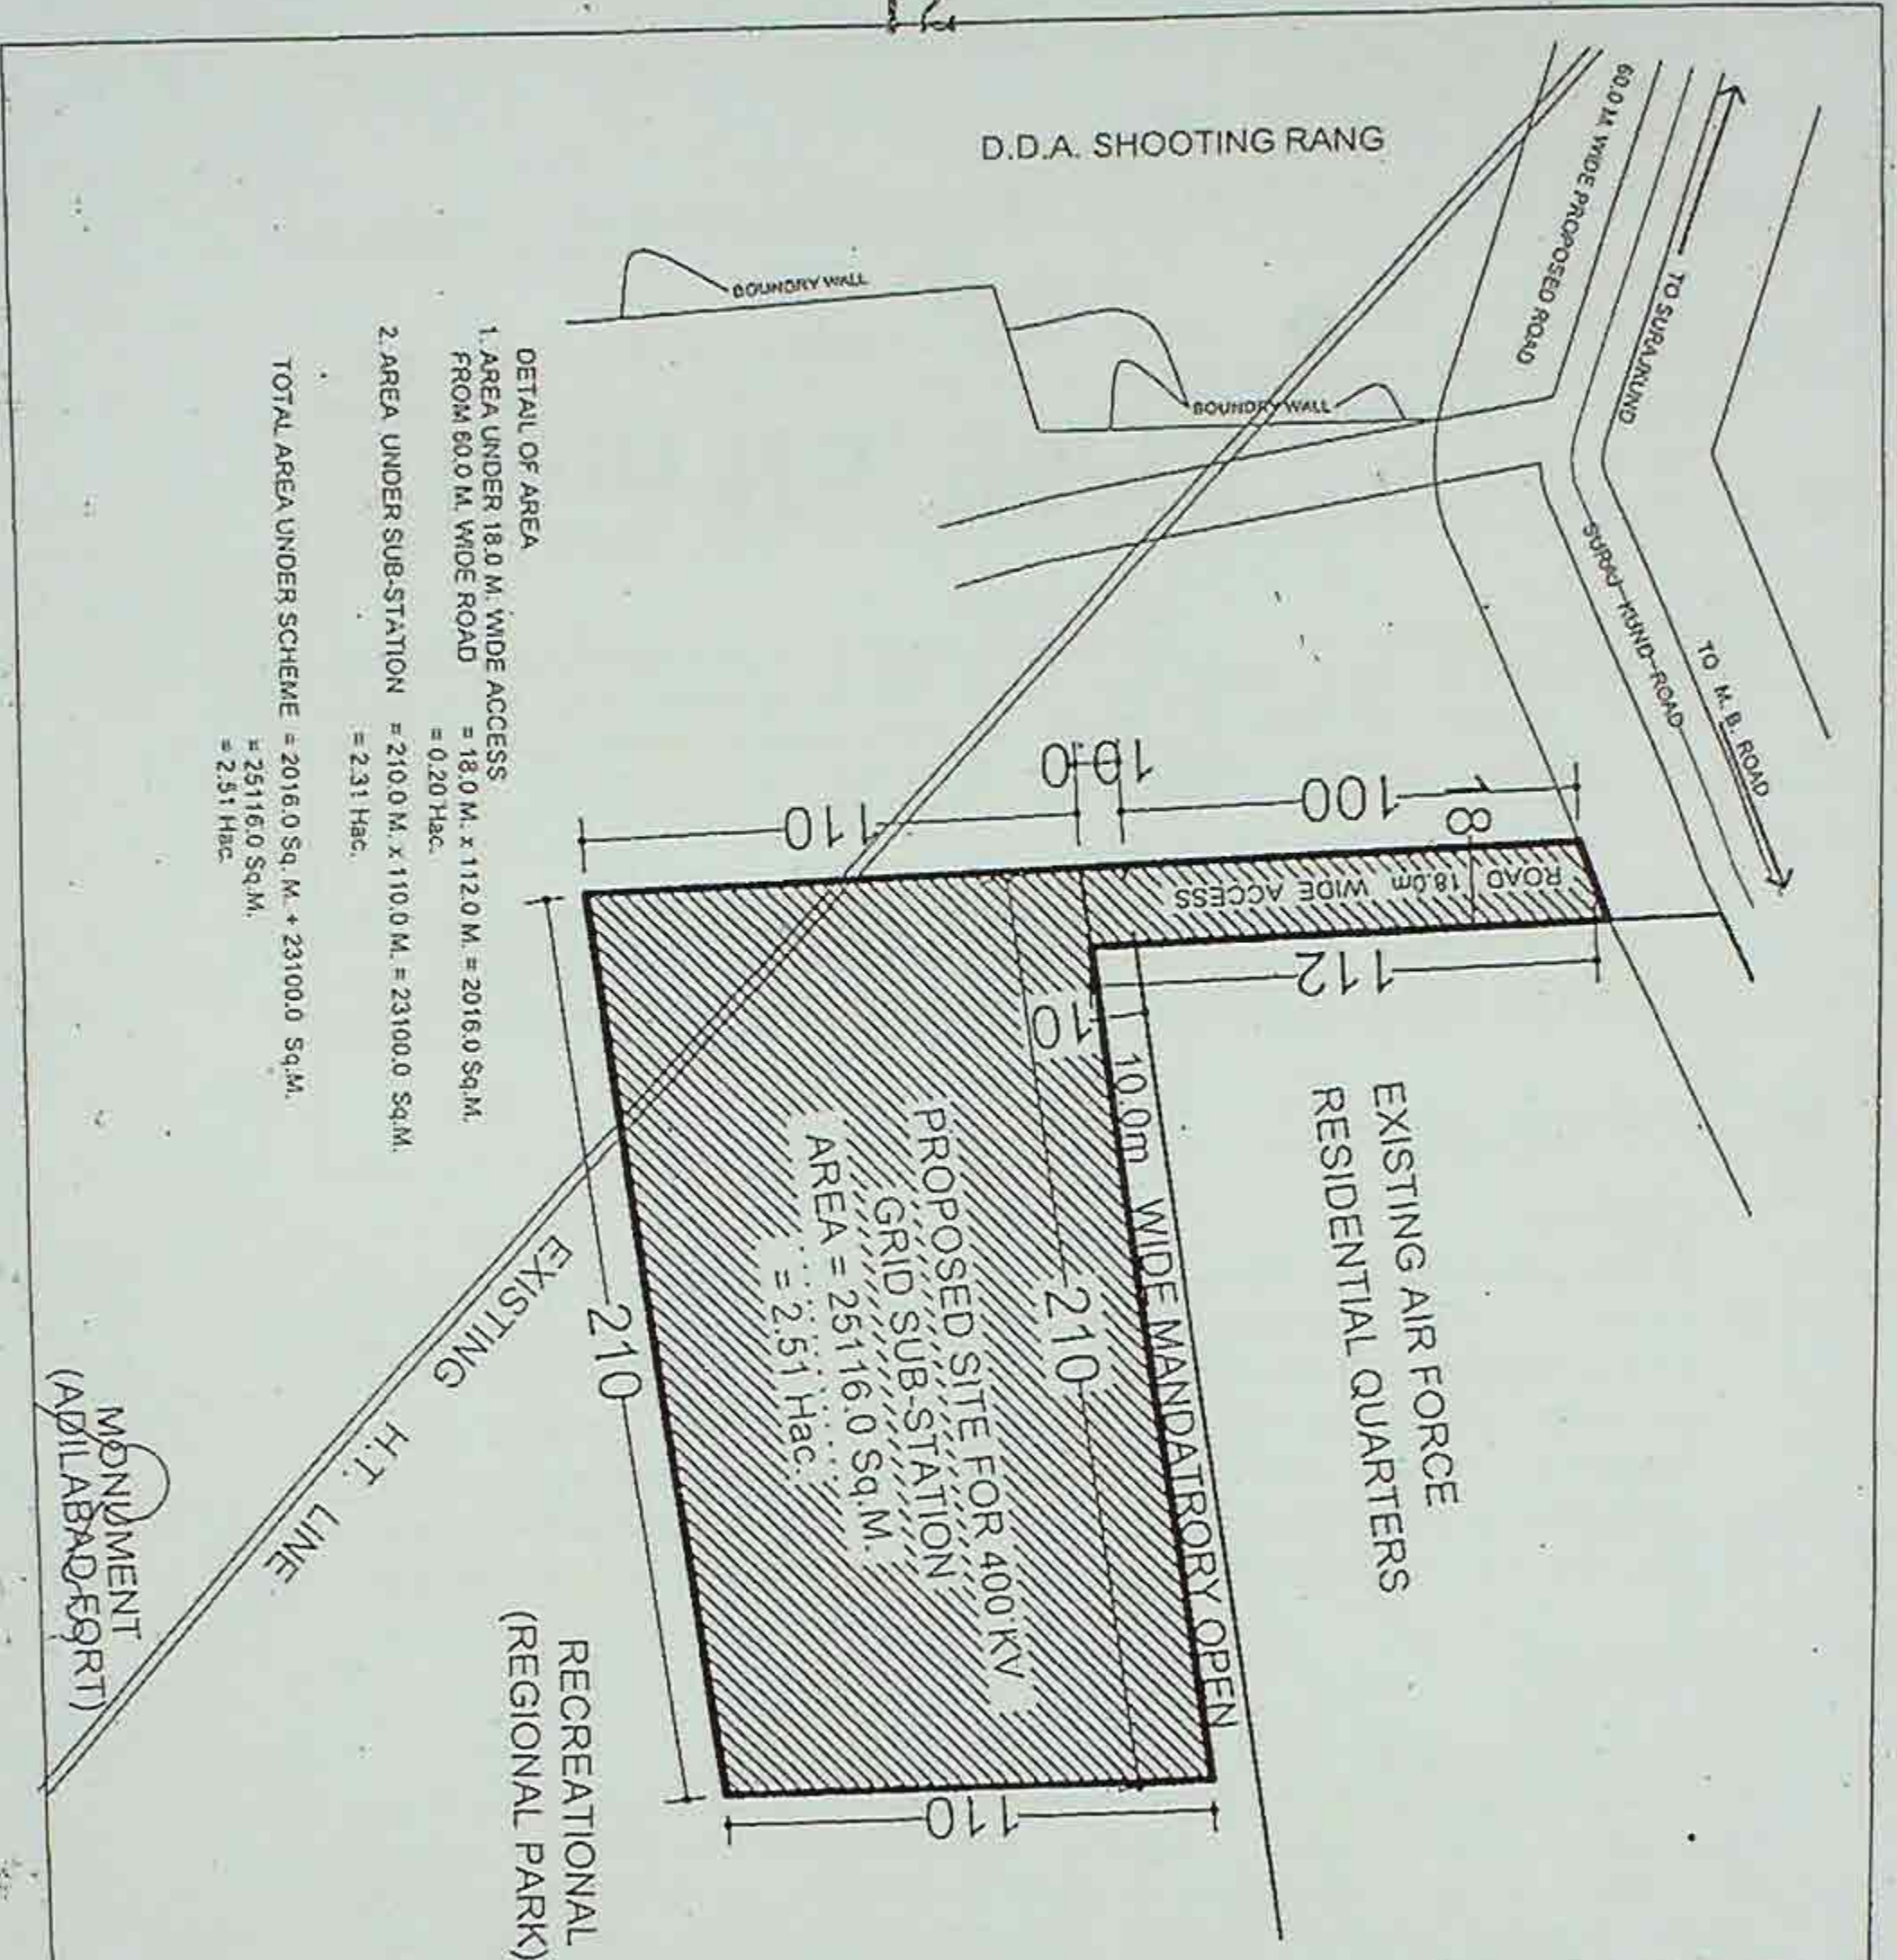 D.D.A. SHOOTING RANG
60.0 M. WIDE PROPOSED ROAD
TO SURAJKUND
SURAJ KUND ROAD
TO M. B. ROAD
BOUNDRY WALL
BOUNDRY WALL
DETAIL OF AREA
1. AREA UNDER 18.0 M. WIDE ACCESS
FROM 60.0 M. WIDE ROAD = 18.0 M. x 112.0 M. = 2016.0 Sq.M.
= 0.20 Hac.
2. AREA UNDER SUB-STATION = 210.0 M. x 110.0 M. = 23100.0 Sq.M.
= 2.31 Hac.
TOTAL AREA UNDER SCHEME = 2016.0 Sq. M. + 23100.0 Sq.M.
= 25116.0 Sq.M.
= 2.51 Hac.
110
10.0
100
18
ROAD 18.0m WIDE ACCESS
112
10
10.0m WIDE MANDATRORY OPEN
EXISTING AIR FORCE
RESIDENTIAL QUARTERS
210
PROPOSED SITE FOR 400 KV
GRID SUB-STATION
AREA = 25116.0 Sq.M.
= 2.51 Hac.
210
110
EXISTING H.T. LINE
RECREATIONAL
(REGIONAL PARK)
MONUMENT
(ADILABAD FORT)